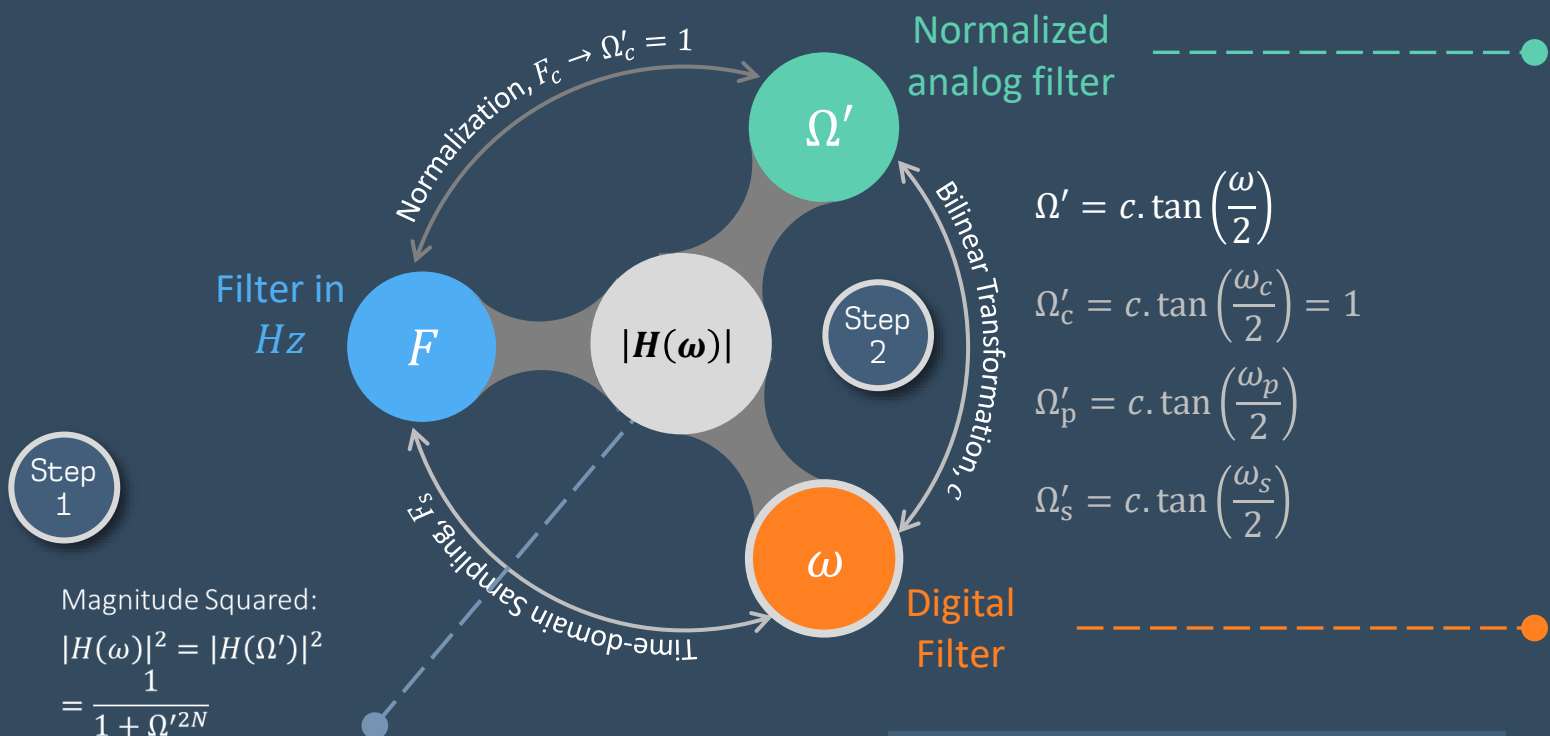 Normalization, F_c → Ω′_c = 1
Normalized
analog filter
Ω′
Filter in
Hz
F
|H(ω)|
Step
2
Bilinear Transformation, c
Ω′ = c. tan(ω/2)
Ω′_c = c. tan(ω_c/2) = 1
Ω′_p = c. tan(ω_p/2)
Ω′_s = c. tan(ω_s/2)
Step
1
Time-domain Sampling, F_s
ω
Digital
Filter
Magnitude Squared:
|H(ω)|² = |H(Ω′)|²
= 1/(1 + Ω′²ᴺ)